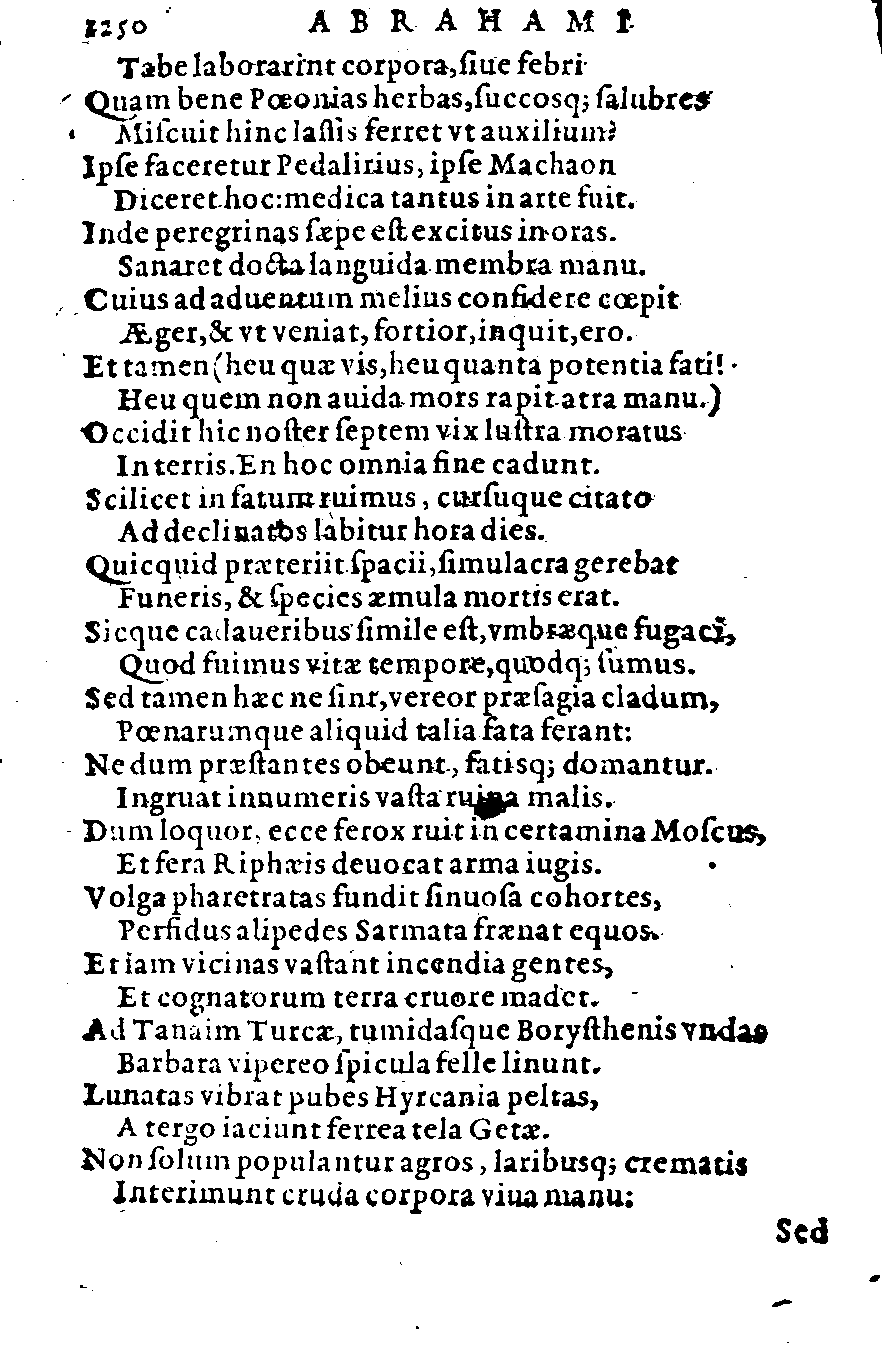 1250 ABRAHAMI
Tabe laborarint corpora, ſiue febri
Quam bene Pœonias herbas, ſuccosq; ſalubres
Miſcuit hinc laſſis ferret vt auxilium?
Ipſe faceretur Pedalirius, ipſe Machaon
Diceret hoc: medica tantus in arte fuit.
Inde peregrinas ſæpe eſt excitus in oras.
Sanaret docta languida membra manu.
Cuius ad aduentum melius confidere cœpit
Æger, & vt veniat, fortior, inquit, ero.
Et tamen (heu quæ vis, heu quanta potentia fati!
Heu quem non auida mors rapit atra manu.)
Occidit hic noſter ſeptem vix luſtra moratus
In terris. En hoc omnia fine cadunt.
Scilicet in fatum ruimus, curſuque citato
Ad declinatos labitur hora dies.
Quicquid præteriit ſpacii, ſimulacra gerebat
Funeris, & ſpecies æmula mortis erat.
Sicque cadaueribus ſimile eſt, vmbræque fugaci,
Quod fuimus vitæ tempore, quodq; ſumus.
Sed tamen hæc ne ſint, vereor præſagia cladum,
Pœnarumque aliquid talia fata ferant:
Ne dum præſtantes obeunt, fatisq; domantur.
Ingruat innumeris vaſta ruina malis.
Dum loquor, ecce ferox ruit in certamina Moſcus,
Et fera Riphæis deuocat arma iugis.
Volga pharetratas fundit ſinuoſa cohortes,
Perfidus alipedes Sarmata frænat equos.
Et iam vicinas vaſtant incendia gentes,
Et cognatorum terra cruore madet.
Ad Tanaim Turcæ, tumidaſque Boryſthenis vndas
Barbara vipereo ſpicula felle linunt.
Lunatas vibrat pubes Hyrcania peltas,
A tergo iaciunt ferrea tela Getæ.
Non ſolum populantur agros, laribusq; crematis
Interimunt cruda corpora viua manu:
Sed